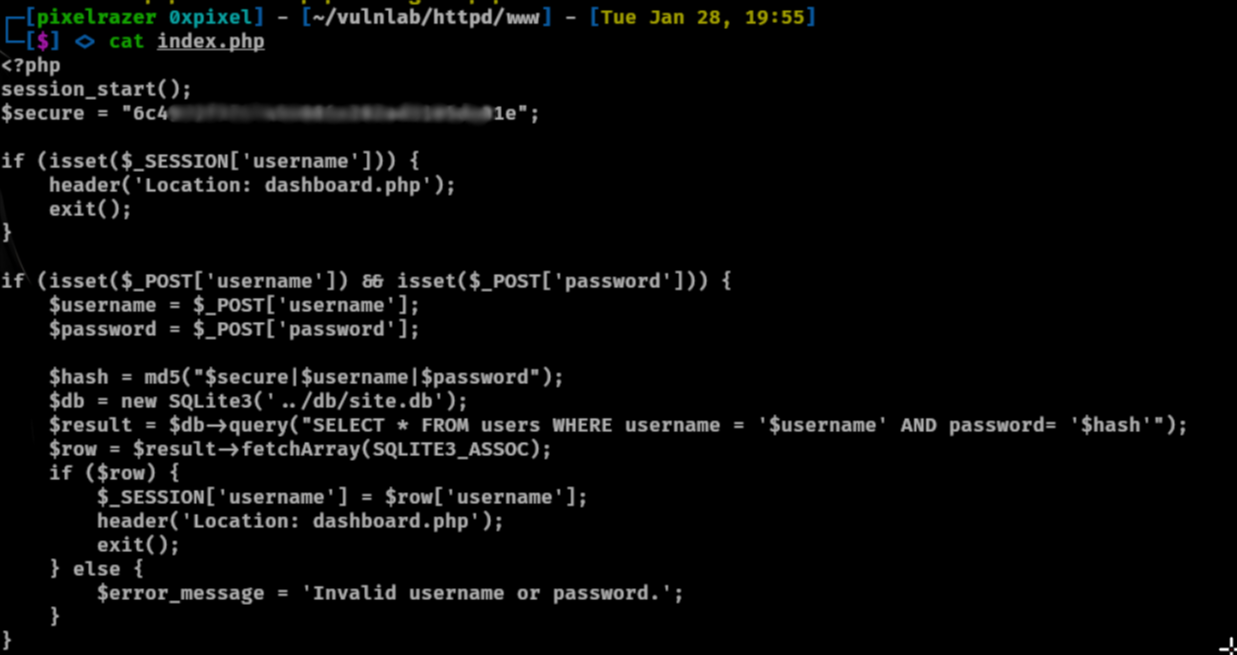 [pixelrazer 0xpixel] - [~/vulnlab/httpd/www] - [Tue Jan 28, 19:55]
[$] <> cat index.php
<?php
session_start();
$secure = "6c4 1e";
if (isset($_SESSION['username'])) {
    header('Location: dashboard.php');
    exit();
}
if (isset($_POST['username']) && isset($_POST['password'])) {
    $username = $_POST['username'];
    $password = $_POST['password'];
    $hash = md5("$secure|$username|$password");
    $db = new SQLite3('../db/site.db');
    $result = $db->query("SELECT * FROM users WHERE username = '$username' AND password= '$hash'");
    $row = $result->fetchArray(SQLITE3_ASSOC);
    if ($row) {
        $_SESSION['username'] = $row['username'];
        header('Location: dashboard.php');
        exit();
    } else {
        $error_message = 'Invalid username or password.';
    }
}